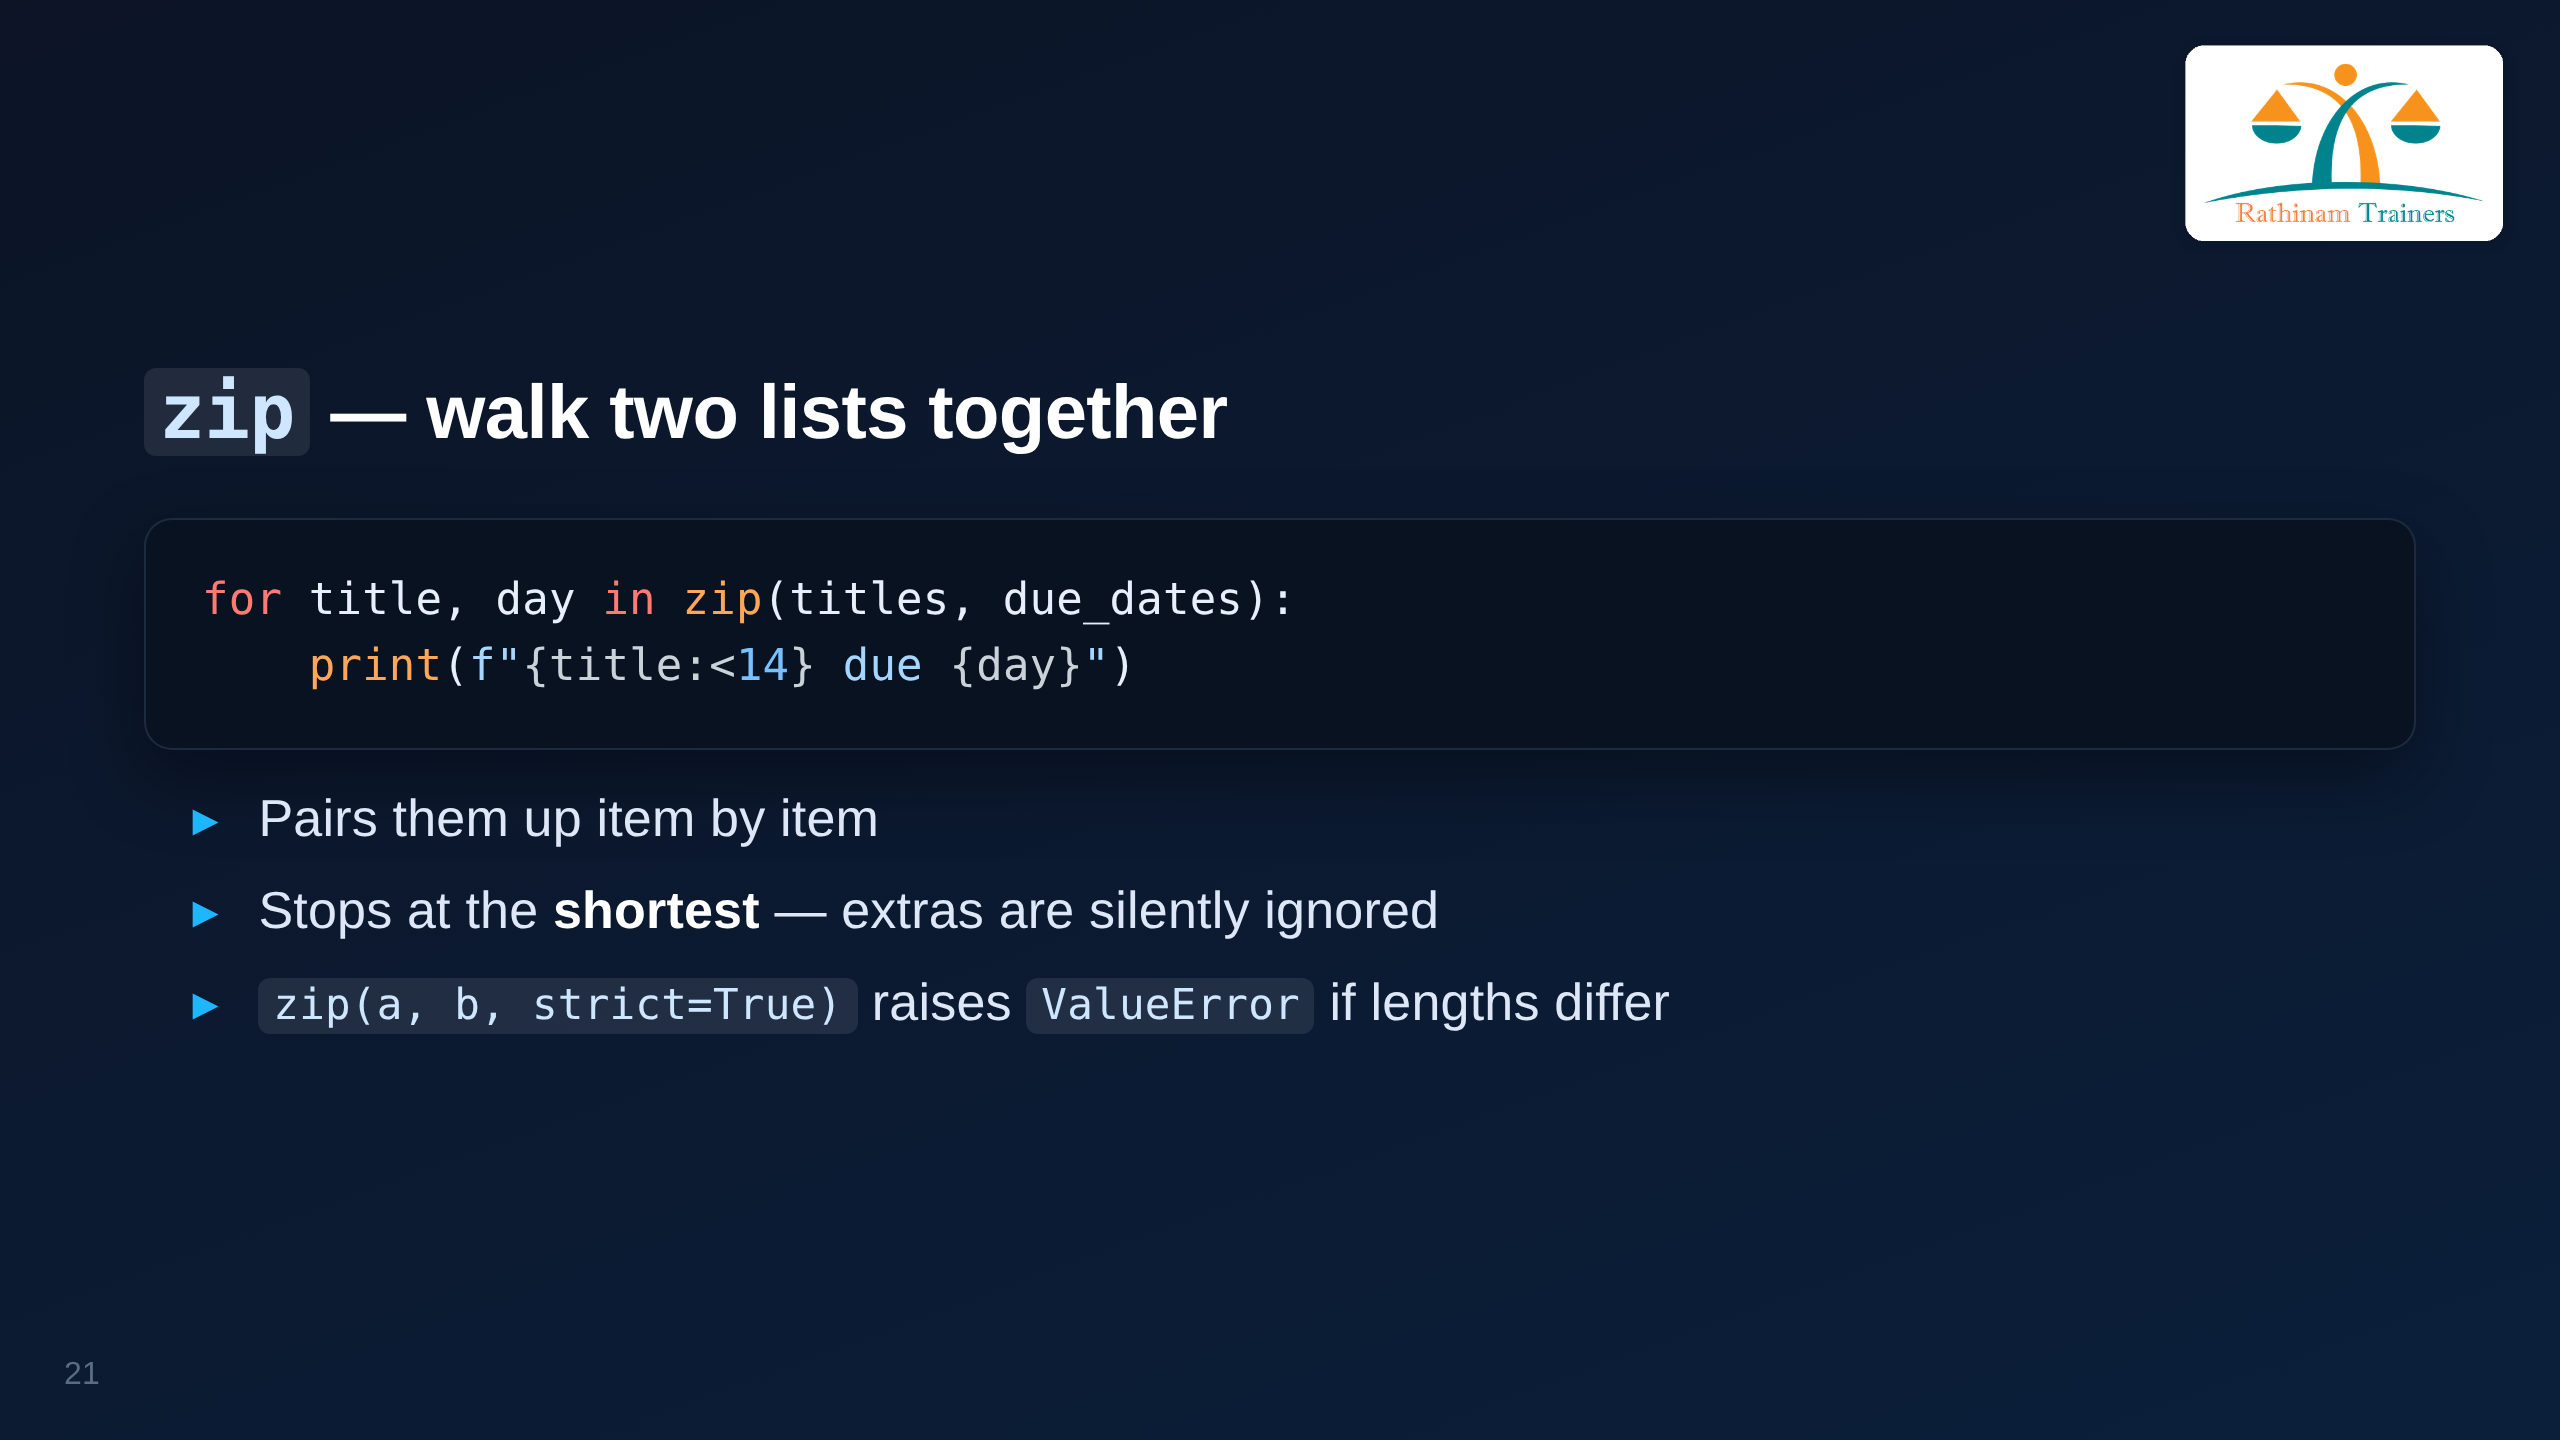 Rathinam Trainers
zip — walk two lists together
for title, day in zip(titles, due_dates):
    print(f"{title:<14} due {day}")
► Pairs them up item by item
► Stops at the shortest — extras are silently ignored
► zip(a, b, strict=True) raises ValueError if lengths differ
21